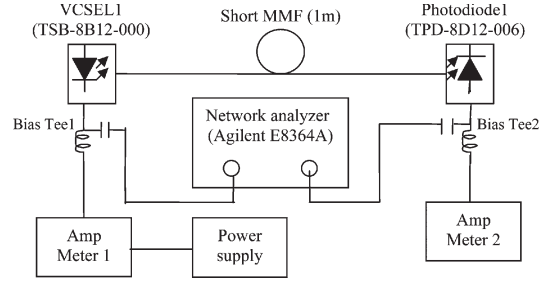 VCSEL1
(TSB-8B12-000)
Short MMF (1m)
Photodiode1
(TPD-8D12-006)
Bias Tee1
Network analyzer
(Agilent E8364A)
Bias Tee2
Amp
Meter 1
Power
supply
Amp
Meter 2